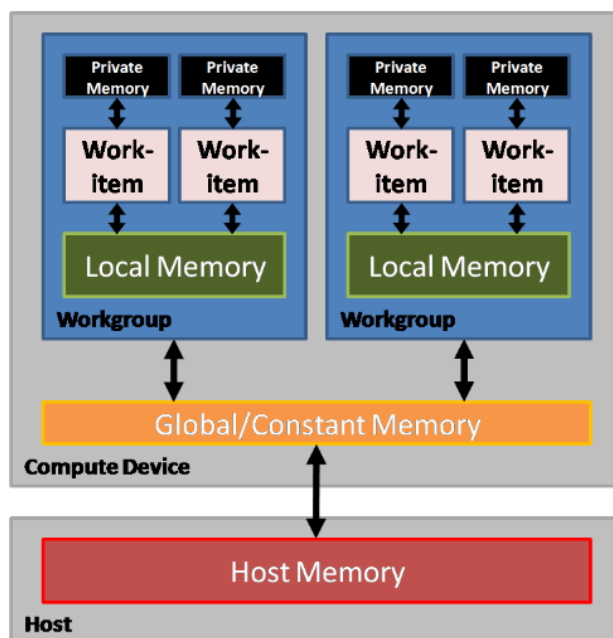 Private Memory
Private Memory
Private Memory
Private Memory
Work-item
Work-item
Work-item
Work-item
Local Memory
Local Memory
Workgroup
Workgroup
Global/Constant Memory
Compute Device
Host Memory
Host